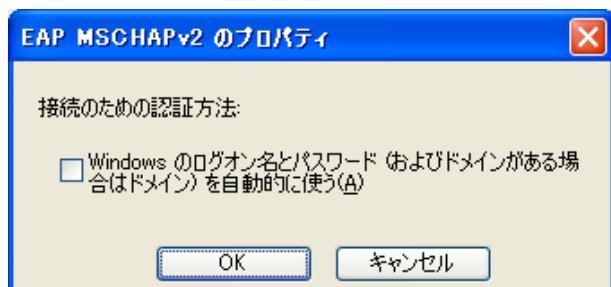 EAP MSCHAPv2 のプロパティ
接続のための認証方法:
Windows のログオン名とパスワード (およびドメインがある場
合はドメイン) を自動的に使う(A)
OK キャンセル